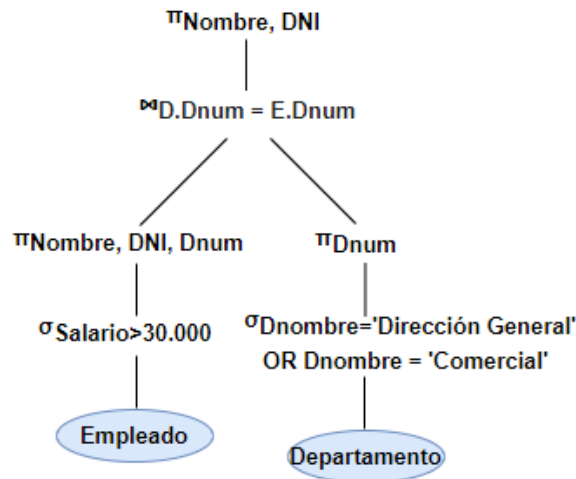 πNombre, DNI
⋈D.Dnum = E.Dnum
πNombre, DNI, Dnum
πDnum
σSalario>30.000
σDnombre='Dirección General'
OR Dnombre = 'Comercial'
Empleado
Departamento